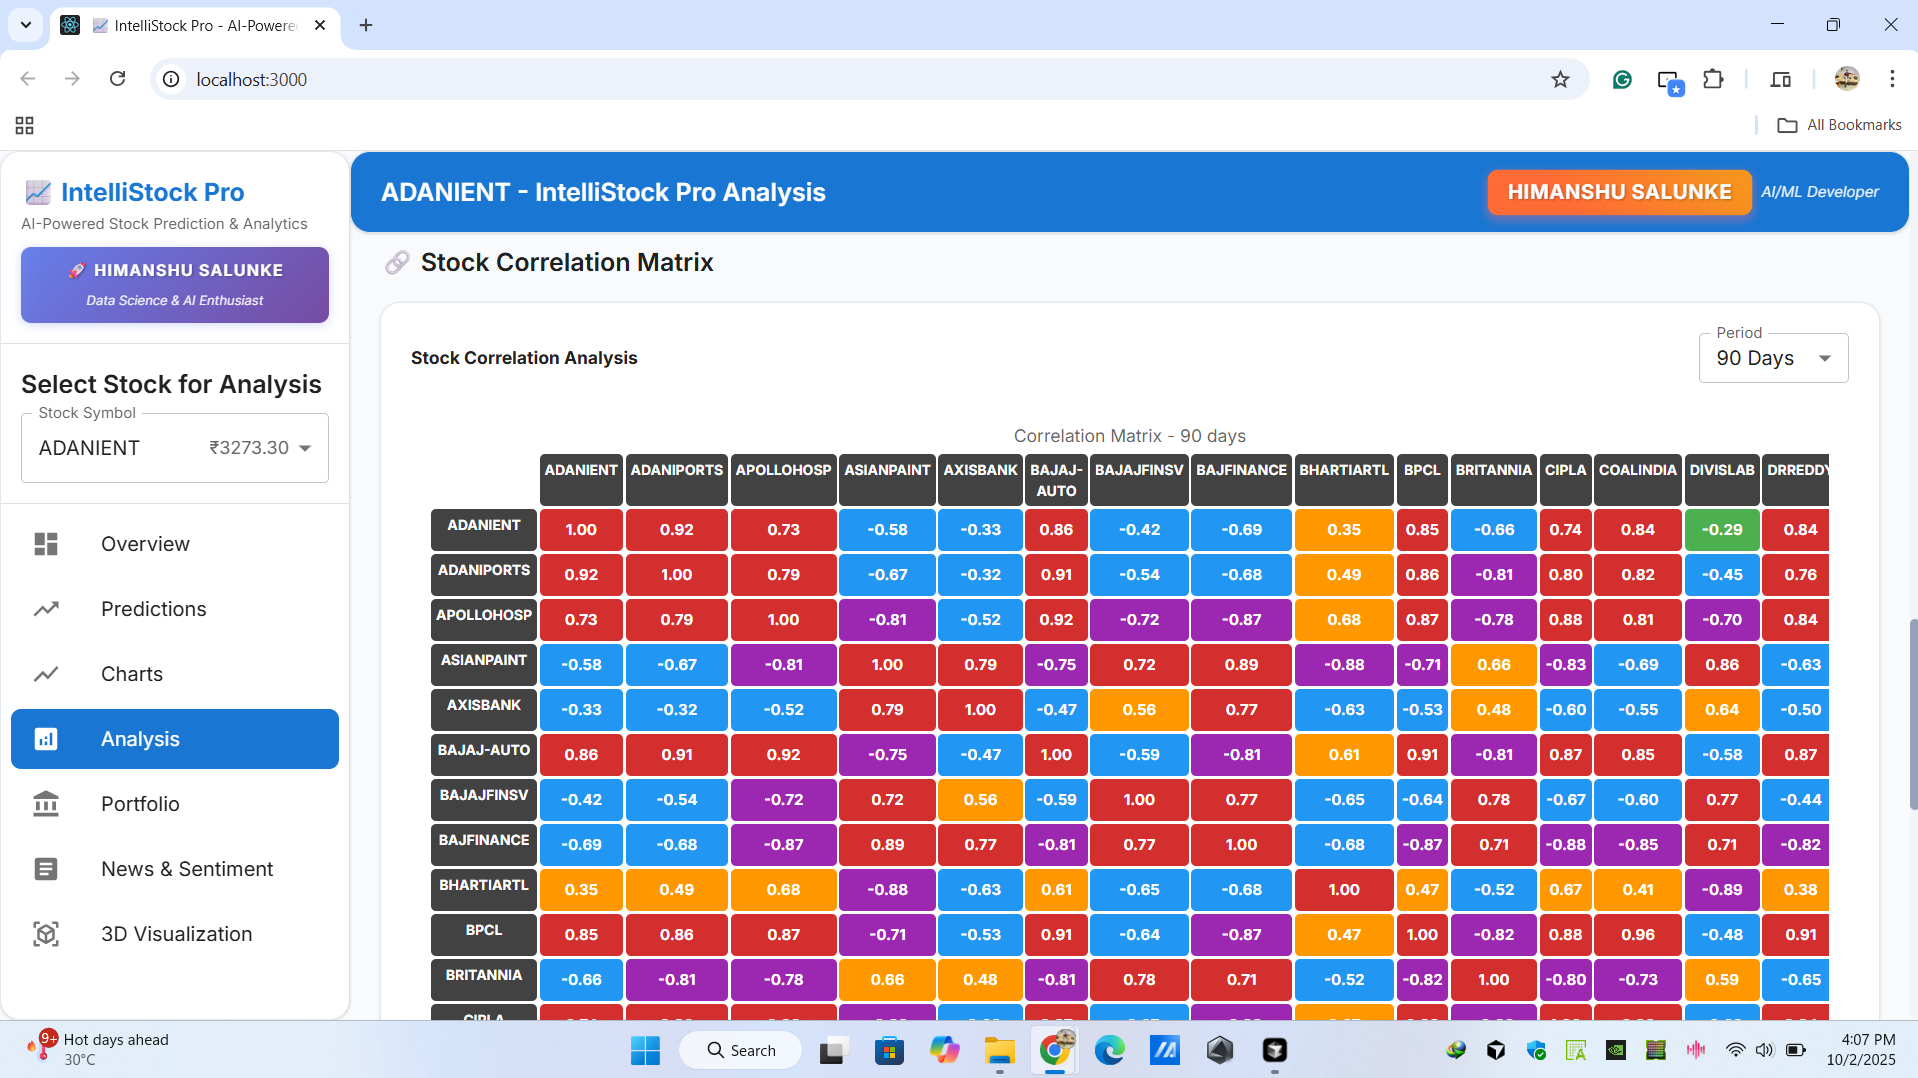 IntelliStock Pro - AI-Powere
localhost:3000
All Bookmarks
IntelliStock Pro
AI-Powered Stock Prediction & Analytics
HIMANSHU SALUNKE
Data Science & AI Enthusiast
Select Stock for Analysis
Stock Symbol
ADANIENT ₹3273.30
Overview
Predictions
Charts
Analysis
Portfolio
News & Sentiment
3D Visualization
ADANIENT - IntelliStock Pro Analysis
HIMANSHU SALUNKE AI/ML Developer
Stock Correlation Matrix
Stock Correlation Analysis
Period
90 Days
Correlation Matrix - 90 days
ADANIENT ADANIPORTS APOLLOHOSP ASIANPAINT AXISBANK BAJAJ-AUTO BAJAJFINSV BAJFINANCE BHARTIARTL BPCL BRITANNIA CIPLA COALINDIA DIVISLAB DRREDDY
ADANIENT 1.00 0.92 0.73 -0.58 -0.33 0.86 -0.42 -0.69 0.35 0.85 -0.66 0.74 0.84 -0.29 0.84
ADANIPORTS 0.92 1.00 0.79 -0.67 -0.32 0.91 -0.54 -0.68 0.49 0.86 -0.81 0.80 0.82 -0.45 0.76
APOLLOHOSP 0.73 0.79 1.00 -0.81 -0.52 0.92 -0.72 -0.87 0.68 0.87 -0.78 0.88 0.81 -0.70 0.84
ASIANPAINT -0.58 -0.67 -0.81 1.00 0.79 -0.75 0.72 0.89 -0.88 -0.71 0.66 -0.83 -0.69 0.86 -0.63
AXISBANK -0.33 -0.32 -0.52 0.79 1.00 -0.47 0.56 0.77 -0.63 -0.53 0.48 -0.60 -0.55 0.64 -0.50
BAJAJ-AUTO 0.86 0.91 0.92 -0.75 -0.47 1.00 -0.59 -0.81 0.61 0.91 -0.81 0.87 0.85 -0.58 0.87
BAJAJFINSV -0.42 -0.54 -0.72 0.72 0.56 -0.59 1.00 0.77 -0.65 -0.64 0.78 -0.67 -0.60 0.77 -0.44
BAJFINANCE -0.69 -0.68 -0.87 0.89 0.77 -0.81 0.77 1.00 -0.68 -0.87 0.71 -0.88 -0.85 0.71 -0.82
BHARTIARTL 0.35 0.49 0.68 -0.88 -0.63 0.61 -0.65 -0.68 1.00 0.47 -0.52 0.67 0.41 -0.89 0.38
BPCL 0.85 0.86 0.87 -0.71 -0.53 0.91 -0.64 -0.87 0.47 1.00 -0.82 0.88 0.96 -0.48 0.91
BRITANNIA -0.66 -0.81 -0.78 0.66 0.48 -0.81 0.78 0.71 -0.52 -0.82 1.00 -0.80 -0.73 0.59 -0.65
CIPLA
9+ Hot days ahead
30°C
Search
4:07 PM
10/2/2025